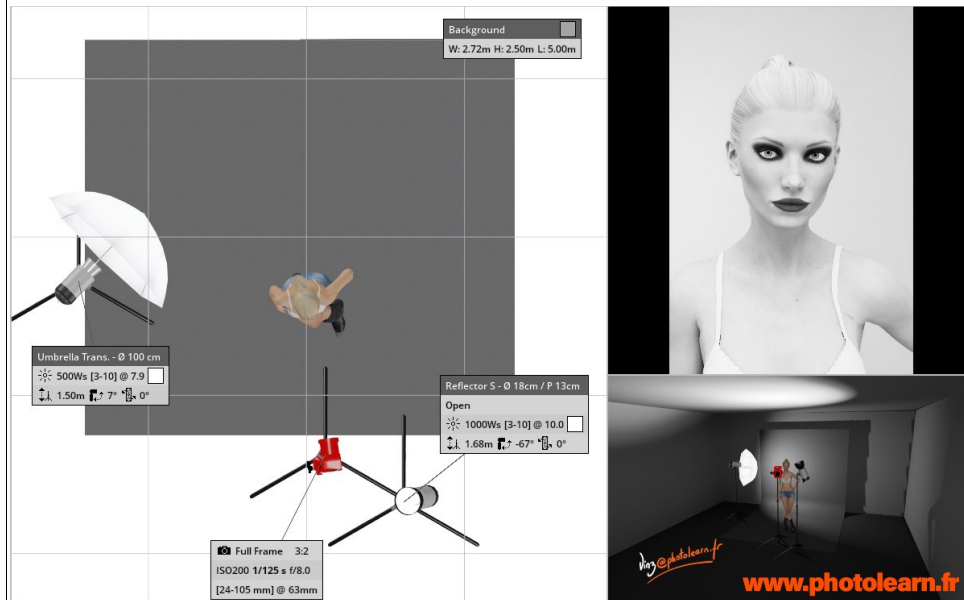 Background
W: 2.72m H: 2.50m L: 5.00m
Umbrella Trans. - Ø 100 cm
500Ws [3-10] @ 7.9
1.50m 7° 0°
Reflector S - Ø 18cm / P 13cm
Open
1000Ws [3-10] @ 10.0
1.68m -67° 0°
Full Frame 3:2
ISO200 1/125 s f/8.0
[24-105 mm] @ 63mm
Vinz@photolearn.fr
www.photolearn.fr